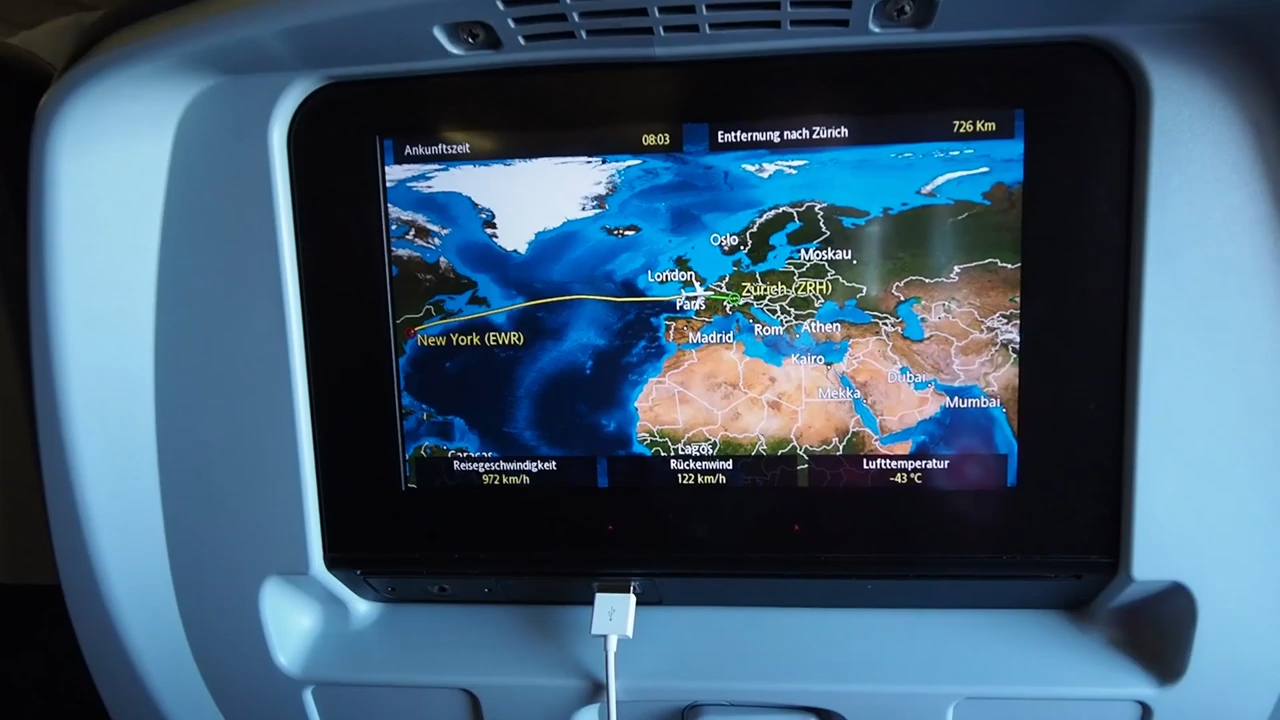 Ankunftszeit 08:03
Entfernung nach Zürich 726 Km
Oslo
Moskau
London
Zürich (ZRH)
Paris
New York (EWR)
Madrid
Rom
Athen
Kairo
Dubai
Mekka
Mumbai
Lagos
Caracas
Reisegeschwindigkeit
972 km/h
Rückenwind
122 km/h
Lufttemperatur
-43 °C